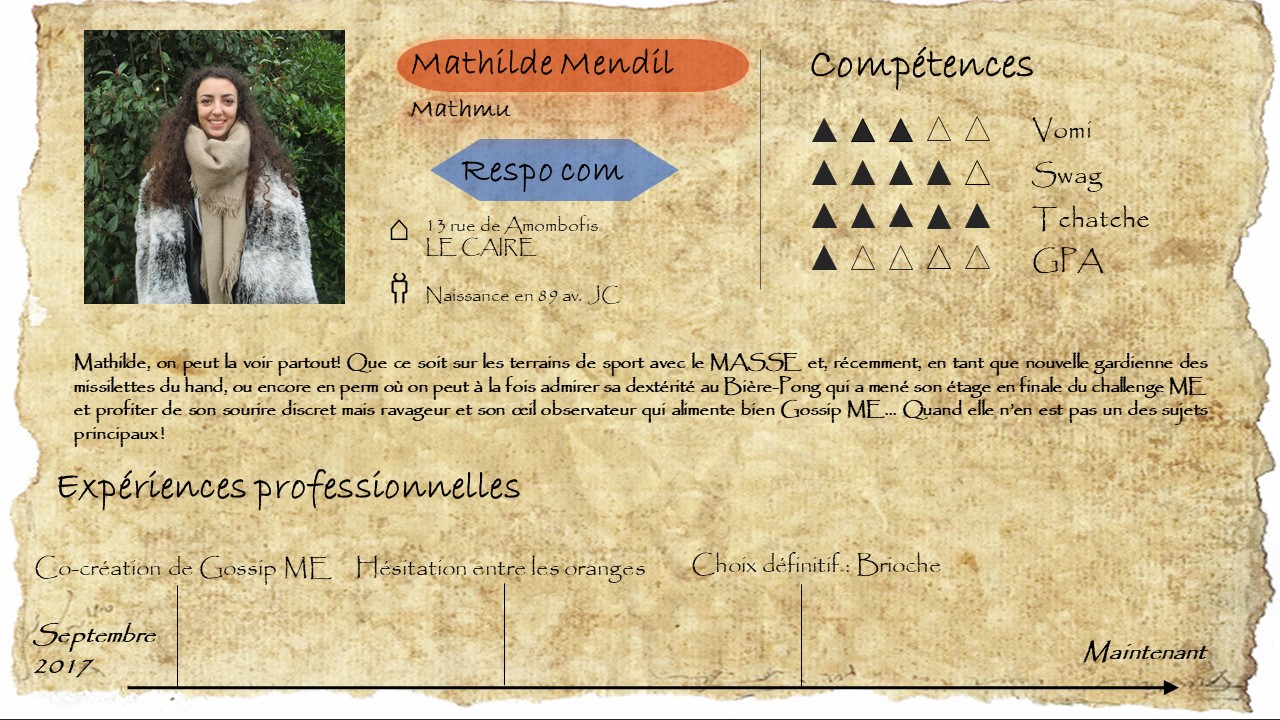 Mathilde Mendil
Mathmu
Respo com
13 rue de Amombofis
LE CAIRE
Naissance en 89 av. JC
Compétences
Vomi
Swag
Tchatche
GPA
Mathilde, on peut la voir partout! Que ce soit sur les terrains de sport avec le MASSE et, récemment, en tant que nouvelle gardienne des
missilettes du hand, ou encore en perm où on peut à la fois admirer sa dextérité au Bière-Pong qui a mené son étage en finale du challenge ME
et profiter de son sourire discret mais ravageur et son œil observateur qui alimente bien Gossip ME... Quand elle n'en est pas un des sujets
principaux!
Expériences professionnelles
Co-création de Gossip ME
Hésitation entre les oranges
Choix définitif.: Brioche
Septembre
2017
Maintenant